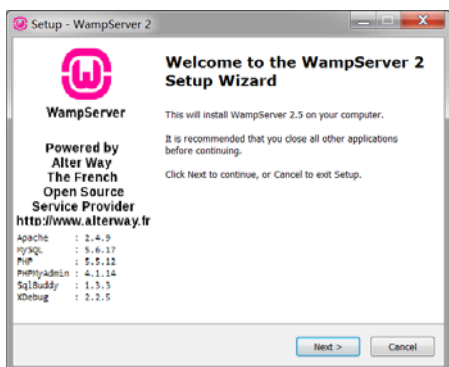 Setup - WampServer 2
WampServer
Powered by
Alter Way
The French
Open Source
Service Provider
http://www.alterway.fr
Apache : 2.4.9
MySQL : 5.6.17
PHP : 5.5.12
PHPMyAdmin : 4.1.14
SqlBuddy : 1.3.3
XDebug : 2.2.5
Welcome to the WampServer 2
Setup Wizard
This will install WampServer 2.5 on your computer.
It is recommended that you close all other applications
before continuing.
Click Next to continue, or Cancel to exit Setup.
Next >
Cancel